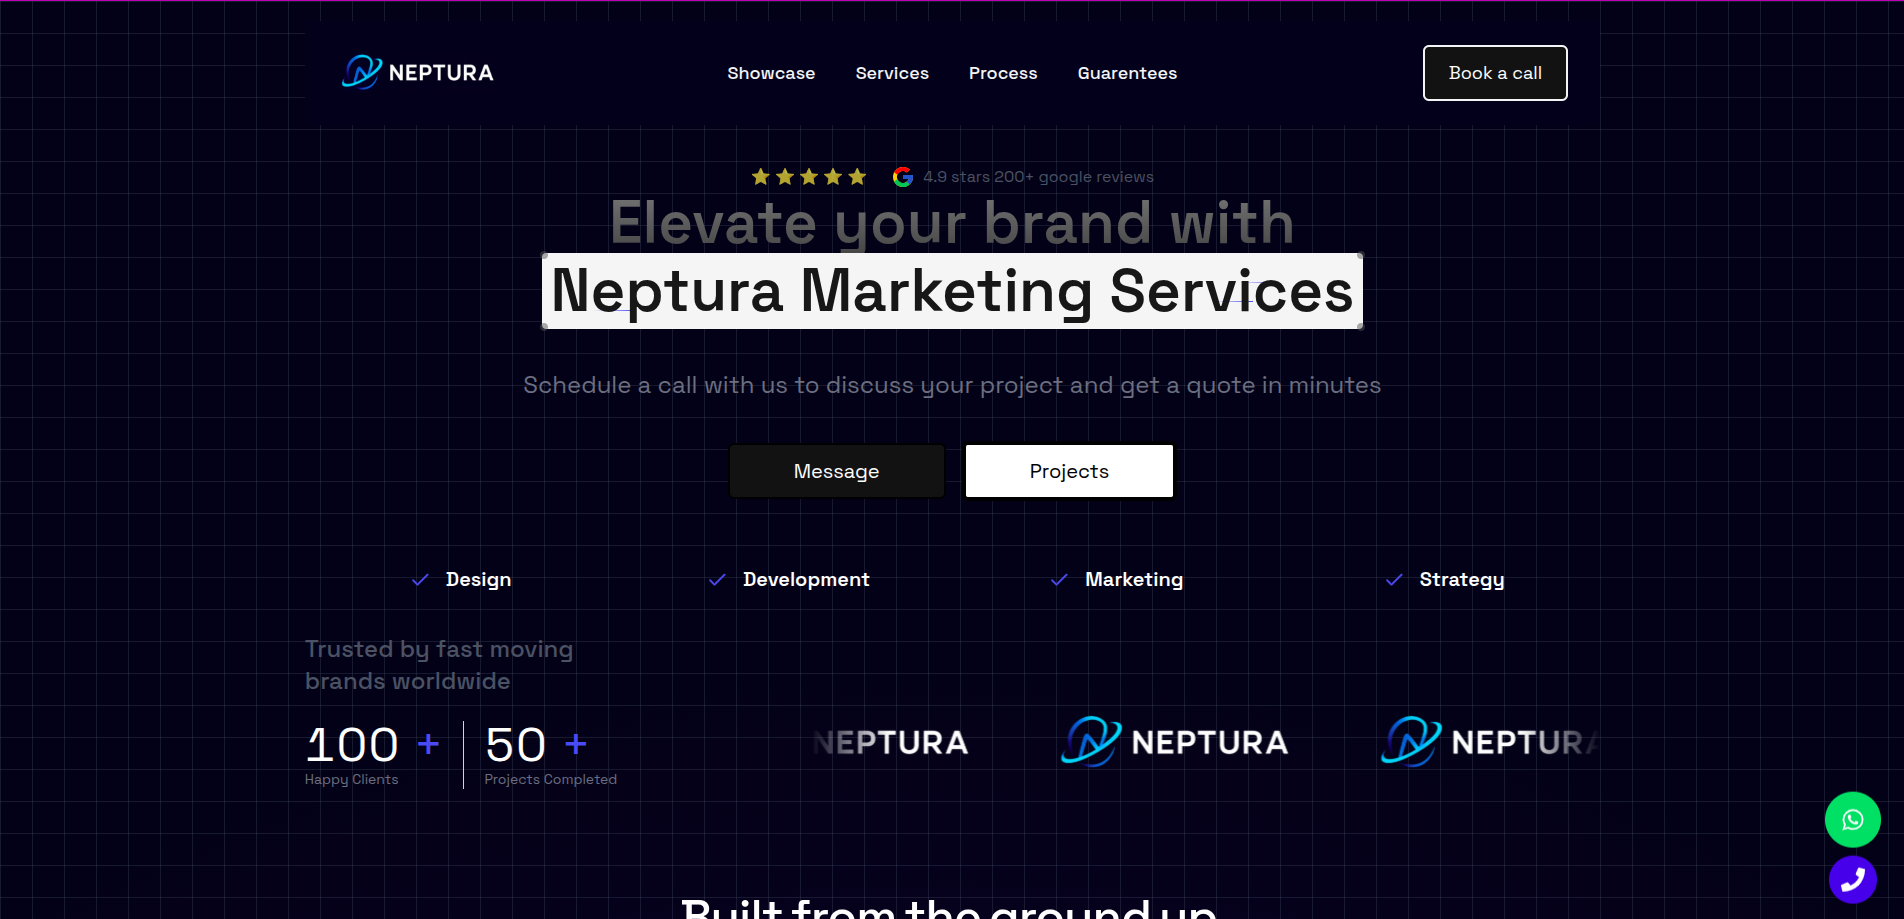 NEPTURA
Showcase
Services
Process
Guarentees
Book a call
4.9 stars 200+ google reviews
Elevate your brand with
Neptura Marketing Services
Schedule a call with us to discuss your project and get a quote in minutes
Message
Projects
Design
Development
Marketing
Strategy
Trusted by fast moving
brands worldwide
100 +
Happy Clients
50 +
Projects Completed
NEPTURA
NEPTURA
NEPTURA
Built from the ground up